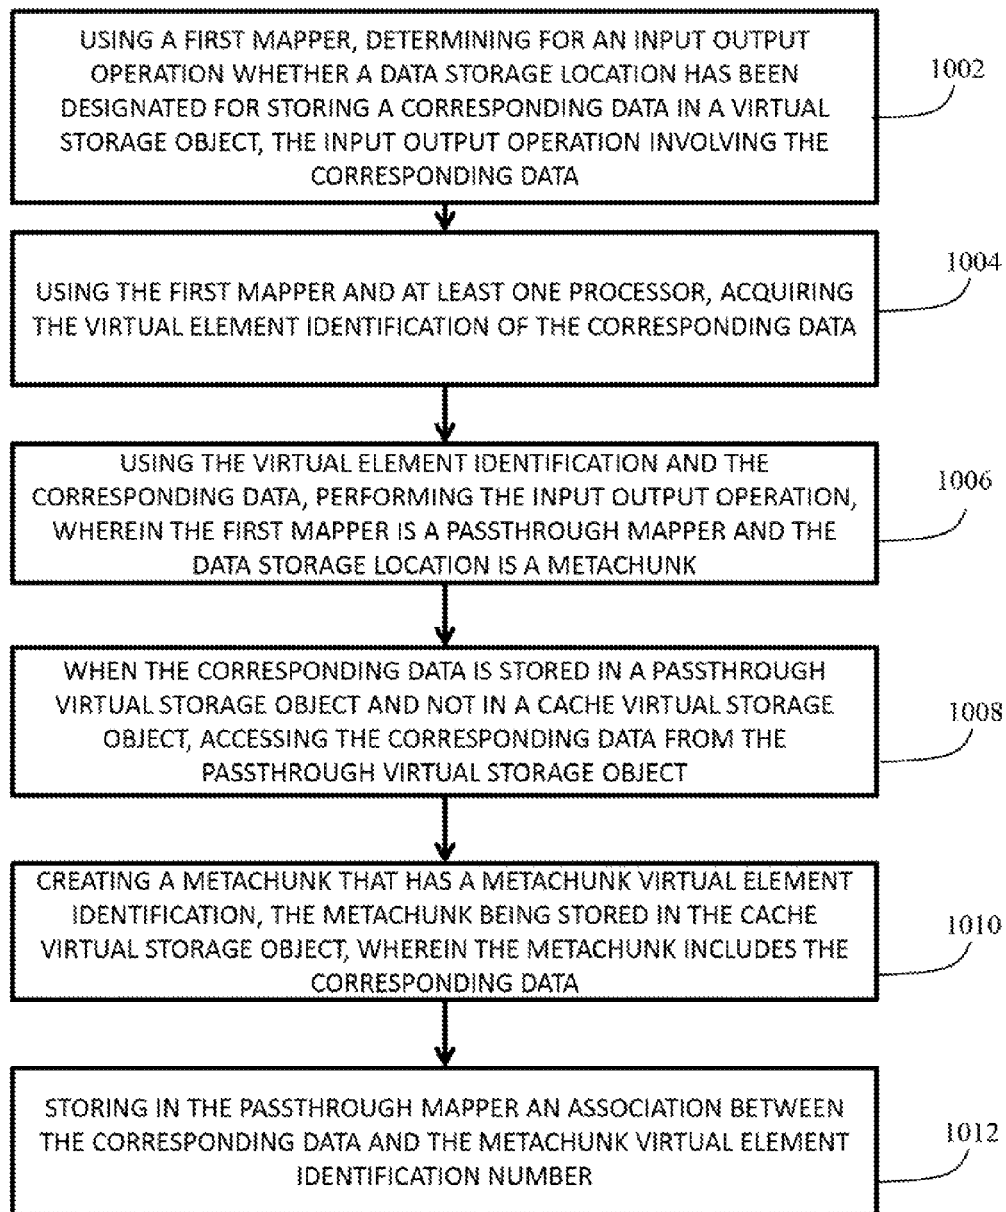 USING A FIRST MAPPER, DETERMINING FOR AN INPUT OUTPUT
OPERATION WHETHER A DATA STORAGE LOCATION HAS BEEN
DESIGNATED FOR STORING A CORRESPONDING DATA IN A VIRTUAL
STORAGE OBJECT, THE INPUT OUTPUT OPERATION INVOLVING THE
CORRESPONDING DATA
1002
USING THE FIRST MAPPER AND AT LEAST ONE PROCESSOR, ACQUIRING
THE VIRTUAL ELEMENT IDENTIFICATION OF THE CORRESPONDING DATA
1004
USING THE VIRTUAL ELEMENT IDENTIFICATION AND THE
CORRESPONDING DATA, PERFORMING THE INPUT OUTPUT OPERATION,
WHEREIN THE FIRST MAPPER IS A PASSTHROUGH MAPPER AND THE
DATA STORAGE LOCATION IS A METACHUNK
1006
WHEN THE CORRESPONDING DATA IS STORED IN A PASSTHROUGH
VIRTUAL STORAGE OBJECT AND NOT IN A CACHE VIRTUAL STORAGE
OBJECT, ACCESSING THE CORRESPONDING DATA FROM THE
PASSTHROUGH VIRTUAL STORAGE OBJECT
1008
CREATING A METACHUNK THAT HAS A METACHUNK VIRTUAL ELEMENT
IDENTIFICATION, THE METACHUNK BEING STORED IN THE CACHE
VIRTUAL STORAGE OBJECT, WHEREIN THE METACHUNK INCLUDES THE
CORRESPONDING DATA
1010
STORING IN THE PASSTHROUGH MAPPER AN ASSOCIATION BETWEEN
THE CORRESPONDING DATA AND THE METACHUNK VIRTUAL ELEMENT
IDENTIFICATION NUMBER
1012